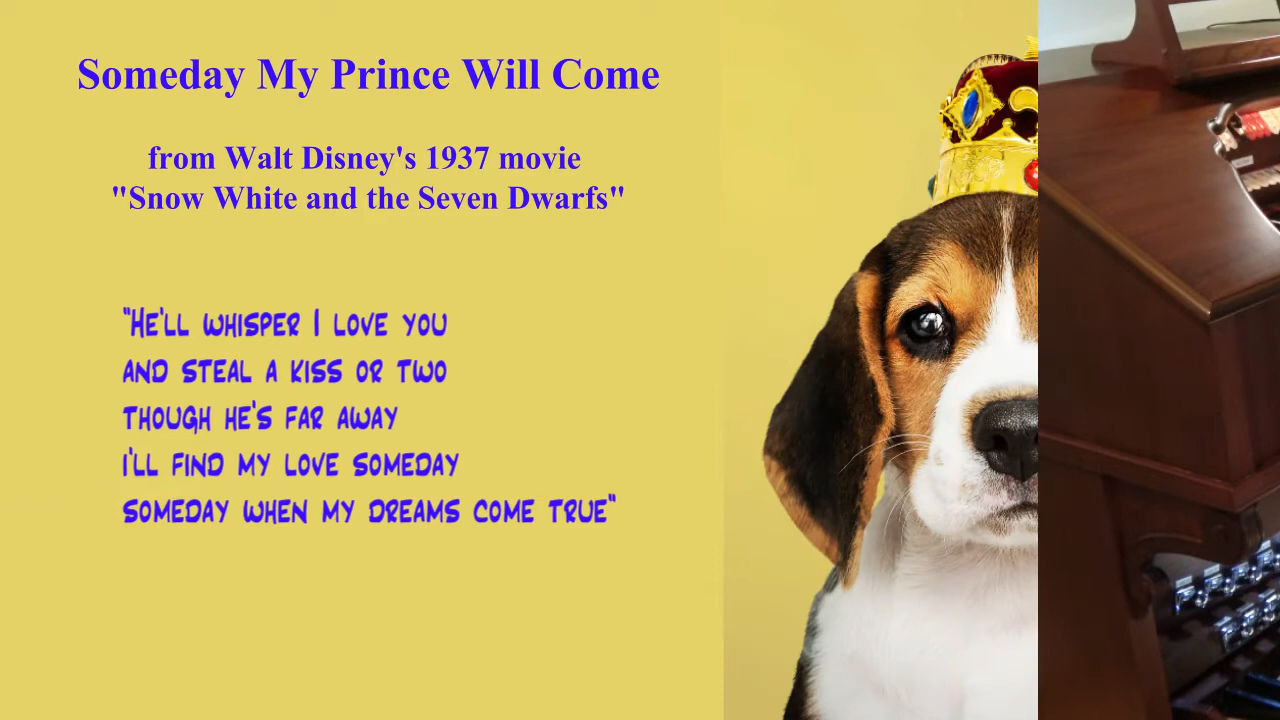 Someday My Prince Will Come
from Walt Disney's 1937 movie
"Snow White and the Seven Dwarfs"
"He'll whisper I love you
and steal a kiss or two
though he's far away
I'll find my love someday
someday when my dreams come true"